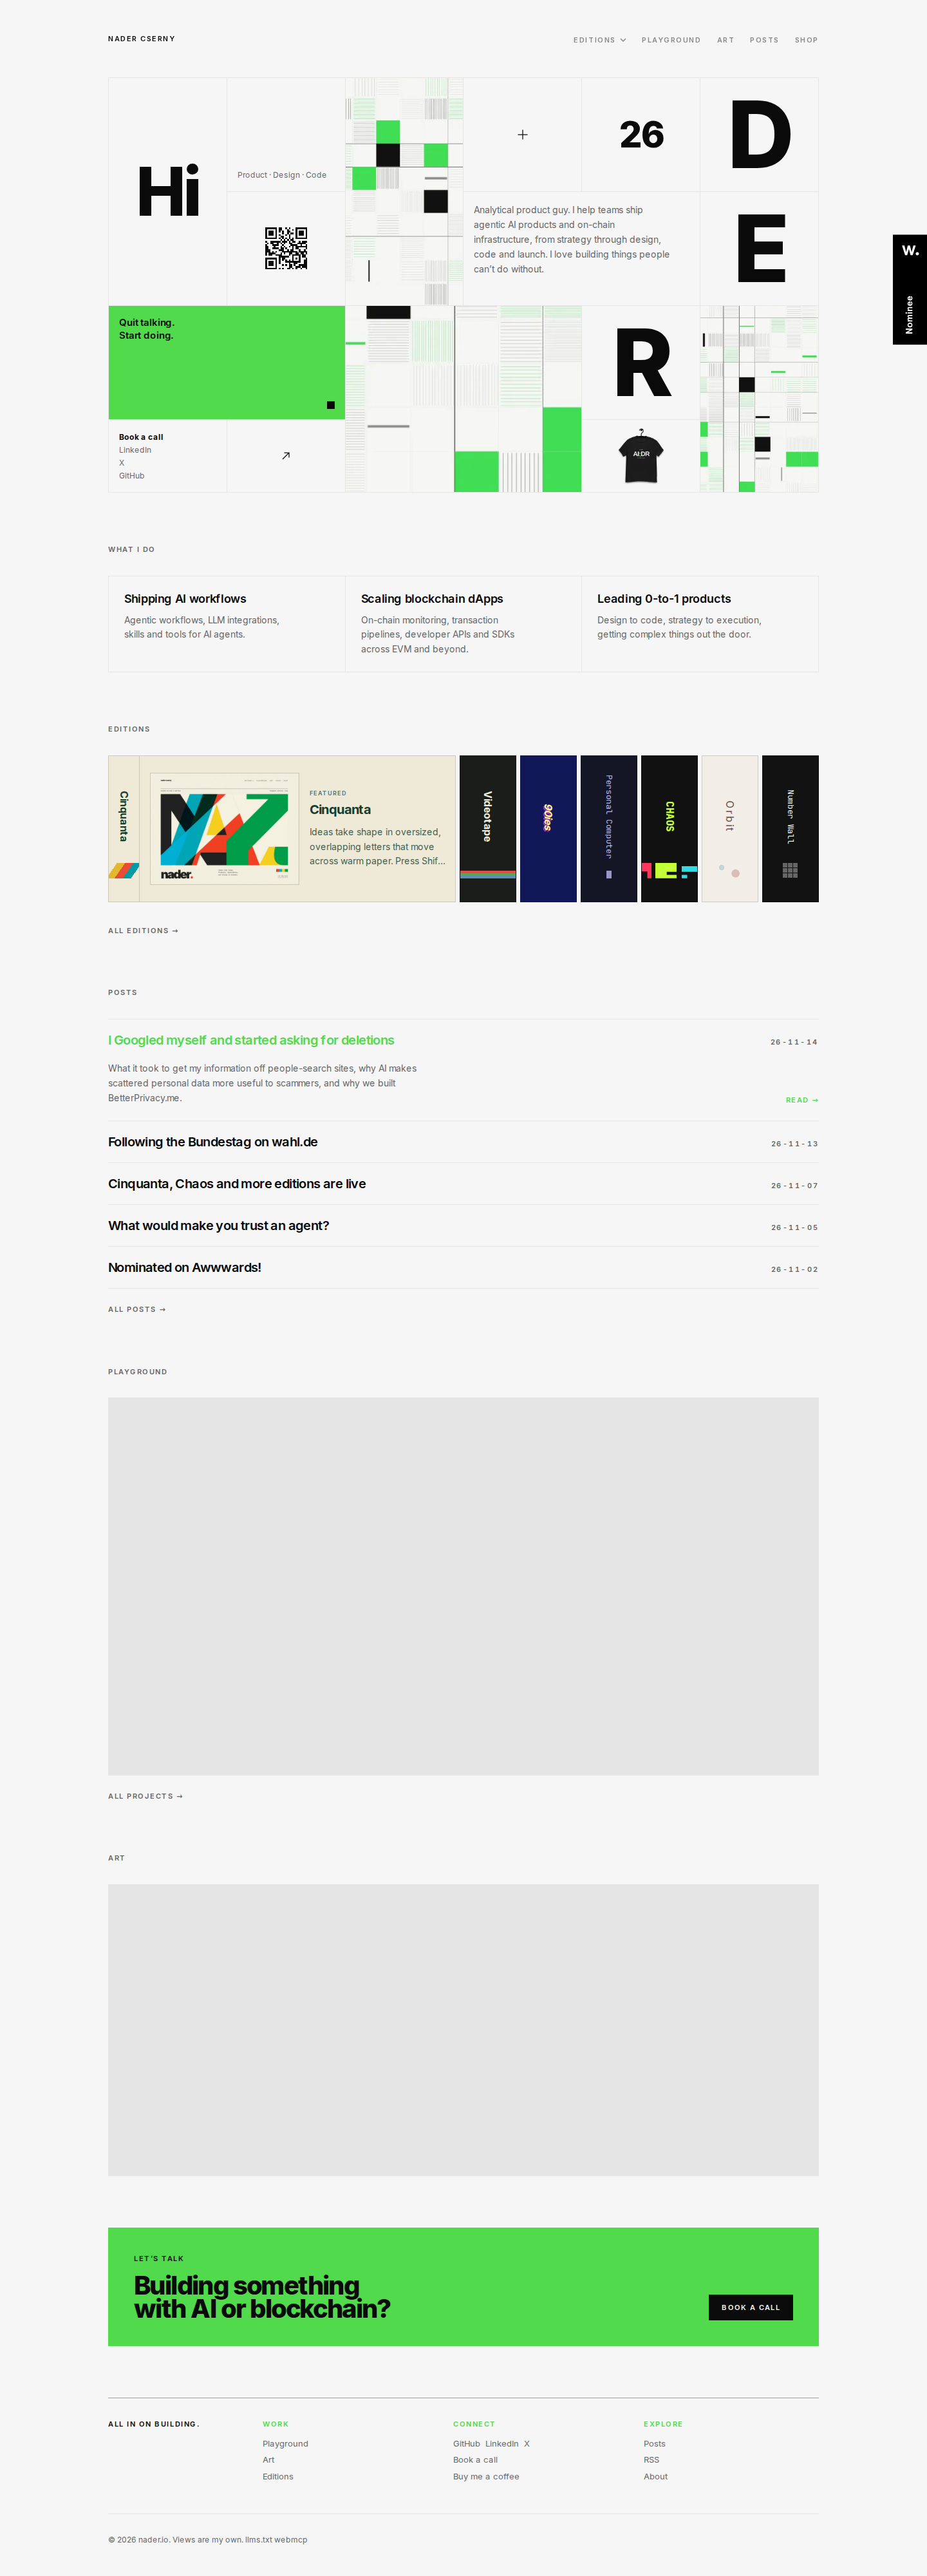 NADER CSERNY
EDITIONS PLAYGROUND ART POSTS SHOP
Hi
Product · Design · Code
26
D
Analytical product guy. I help teams ship
agentic AI products and on-chain
infrastructure, from strategy through design,
code and launch. I love building things people
can't do without.
E
W.
Nominee
Quit talking.
Start doing.
R
Book a call
LinkedIn
X
GitHub
AI;DR
WHAT I DO
Shipping AI workflows
Agentic workflows, LLM integrations,
skills and tools for AI agents.
Scaling blockchain dApps
On-chain monitoring, transaction
pipelines, developer APIs and SDKs
across EVM and beyond.
Leading 0-to-1 products
Design to code, strategy to execution,
getting complex things out the door.
EDITIONS
Cinquanta
nader.
FEATURED
Cinquanta
Ideas take shape in oversized,
overlapping letters that move
across warm paper. Press Shif...
Videotape
90ies
Personal Computer
CHAOS
Orbit
Number Wall
ALL EDITIONS →
POSTS
I Googled myself and started asking for deletions
26-11-14
What it took to get my information off people-search sites, why AI makes
scattered personal data more useful to scammers, and why we built
BetterPrivacy.me.
READ →
Following the Bundestag on wahl.de
26-11-13
Cinquanta, Chaos and more editions are live
26-11-07
What would make you trust an agent?
26-11-05
Nominated on Awwwards!
26-11-02
ALL POSTS →
PLAYGROUND
ALL PROJECTS →
ART
LET'S TALK
Building something
with AI or blockchain?
BOOK A CALL
ALL IN ON BUILDING.
WORK
Playground
Art
Editions
CONNECT
GitHub LinkedIn X
Book a call
Buy me a coffee
EXPLORE
Posts
RSS
About
© 2026 nader.io. Views are my own. llms.txt webmcp